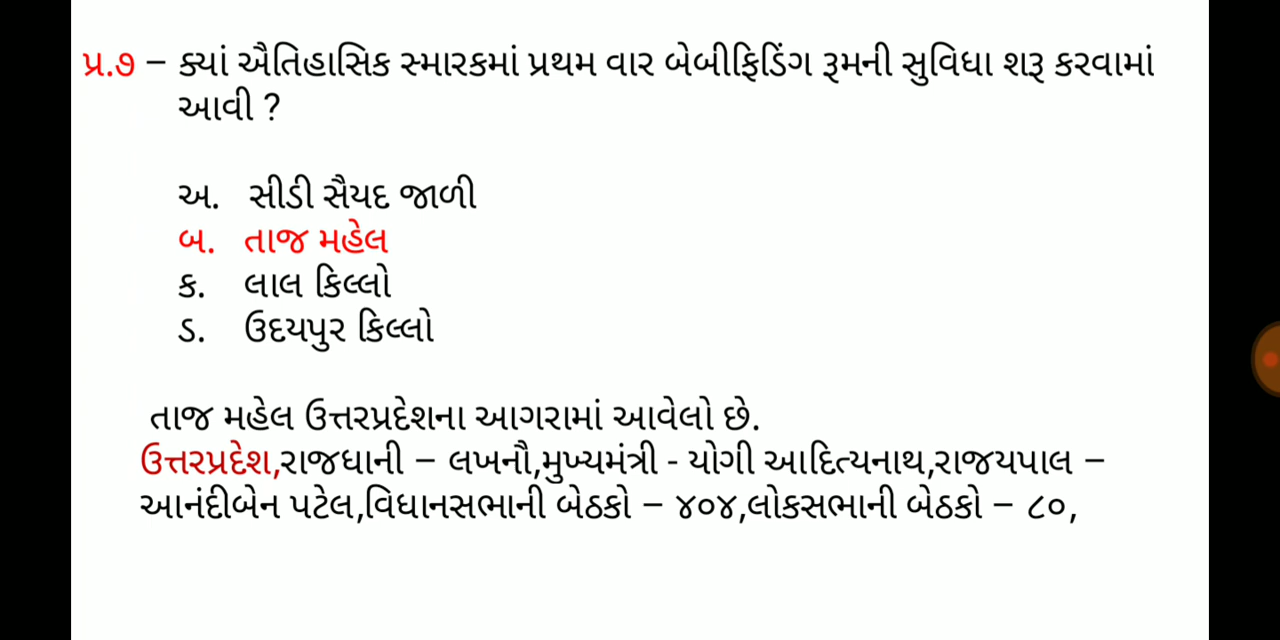 પ્ર.૭ – ક્યાં ઐતિહાસિક સ્મારકમાં પ્રથમ વાર બેબીફિડિંગ રૂમની સુવિધા શરૂ કરવામાં
આવી ?
અ. સીડી સૈયદ જાળી
બ. તાજ મહેલ
ક. લાલ કિલ્લો
ડ. ઉદયપુર કિલ્લો
તાજ મહેલ ઉત્તરપ્રદેશના આગરામાં આવેલો છે.
ઉત્તરપ્રદેશ,રાજધાની – લખનૌ,મુખ્યમંત્રી - યોગી આદિત્યનાથ,રાજયપાલ –
આનંદીબેન પટેલ,વિધાનસભાની બેઠકો – ૪૦૪,લોકસભાની બેઠકો – ૮૦,